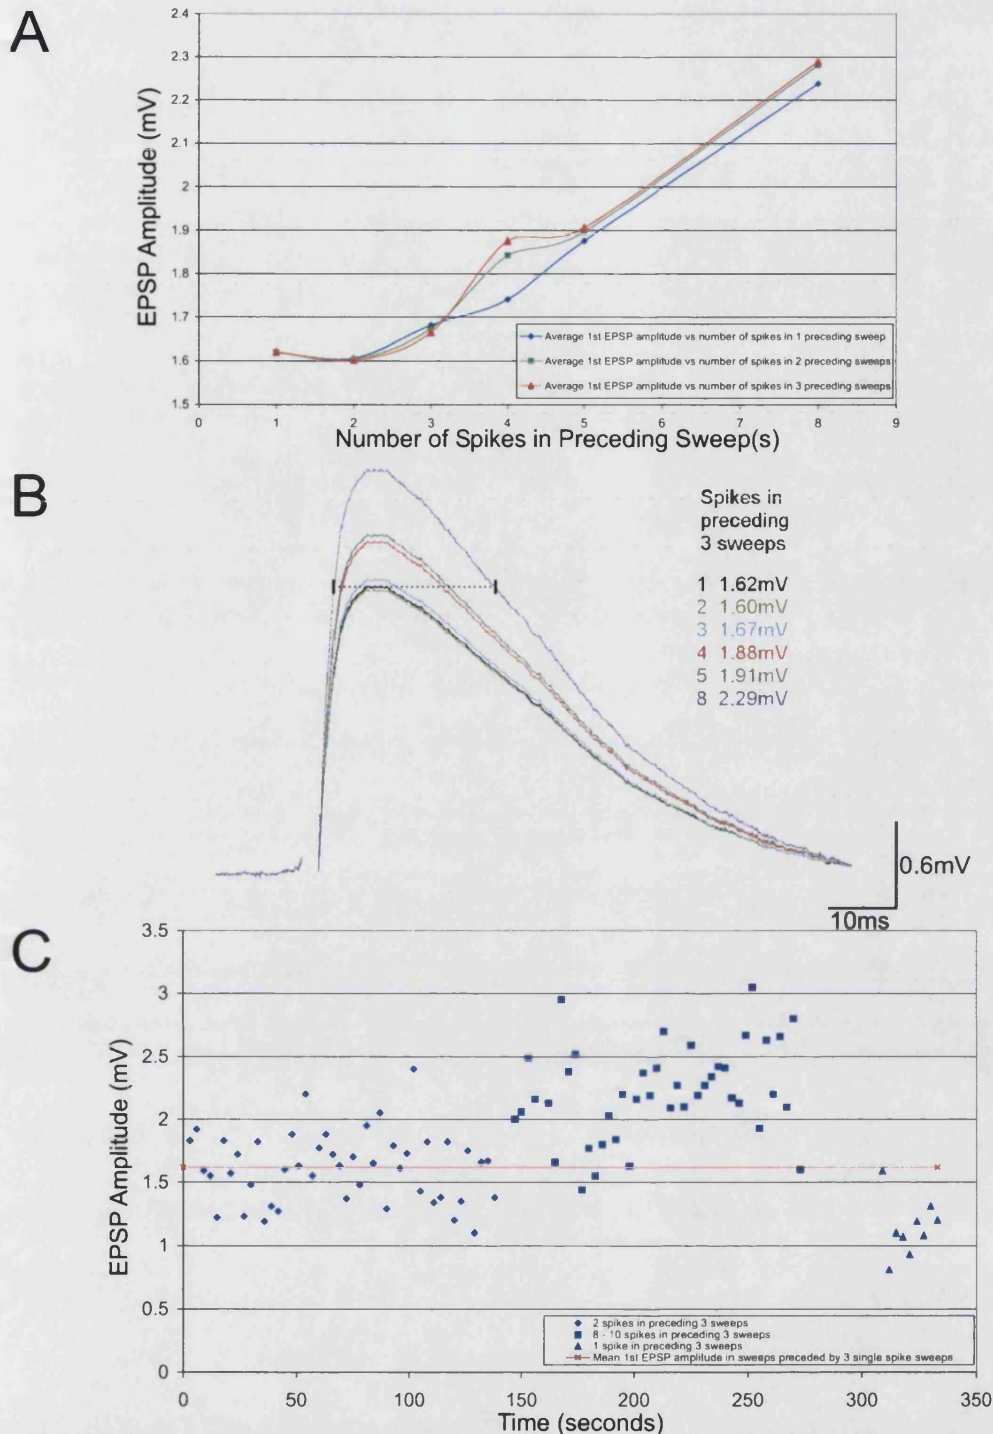 A
EPSP Amplitude (mV)
2.4
2.3
2.2
2.1
2
1.9
1.8
1.7
1.6
1.5
0 1 2 3 4 5 6 7 8 9
Average 1st EPSP amplitude vs number of spikes in 1 preceding sweep
Average 1st EPSP amplitude vs number of spikes in 2 preceding sweeps
Average 1st EPSP amplitude vs number of spikes in 3 preceding sweeps
Number of Spikes in Preceding Sweep(s)
B
Spikes in
preceding
3 sweeps
1 1.62mV
2 1.60mV
3 1.67mV
4 1.88mV
5 1.91mV
8 2.29mV
0.6mV
10ms
C
EPSP Amplitude (mV)
3.5
3
2.5
2
1.5
1
0.5
0
2 spikes in preceding 3 sweeps
8 - 10 spikes in preceding 3 sweeps
1 spike in preceding 3 sweeps
Mean 1st EPSP amplitude in sweeps preceded by 3 single spike sweeps
0 50 100 150 200 250 300 350
Time (seconds)